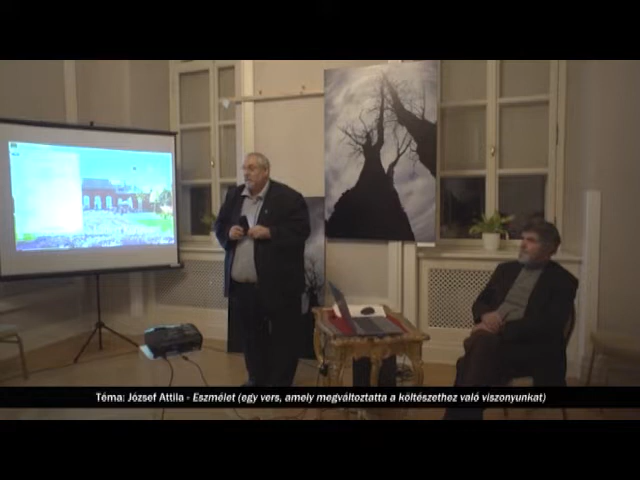 Téma: József Attila - Eszmélet (egy vers, amely megváltoztatta a költészethez való viszonyunkat)